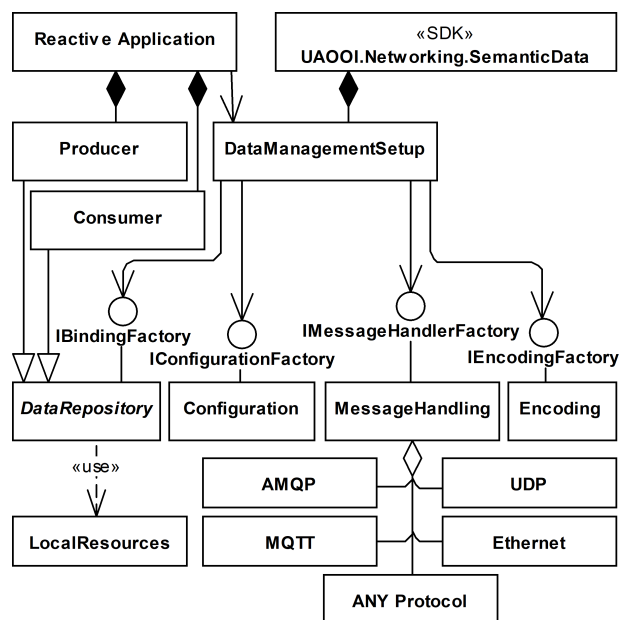 Reactive Application
«SDK»
UAOOI.Networking.SemanticData
Producer
DataManagementSetup
Consumer
IBindingFactory
IConfigurationFactory
IMessageHandlerFactory
IEncodingFactory
DataRepository
Configuration
MessageHandling
Encoding
«use»
AMQP
UDP
LocalResources
MQTT
Ethernet
ANY Protocol